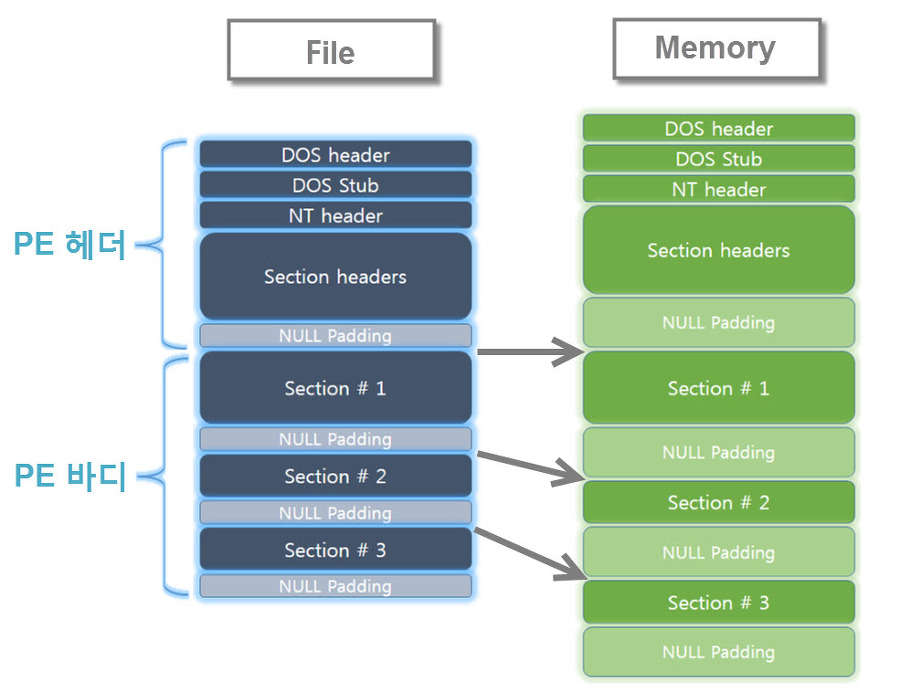 File
Memory
PE 헤더
DOS header
DOS Stub
NT header
Section headers
NULL Padding
PE 바디
Section # 1
NULL Padding
Section # 2
NULL Padding
Section # 3
NULL Padding
DOS header
DOS Stub
NT header
Section headers
NULL Padding
Section # 1
NULL Padding
Section # 2
NULL Padding
Section # 3
NULL Padding